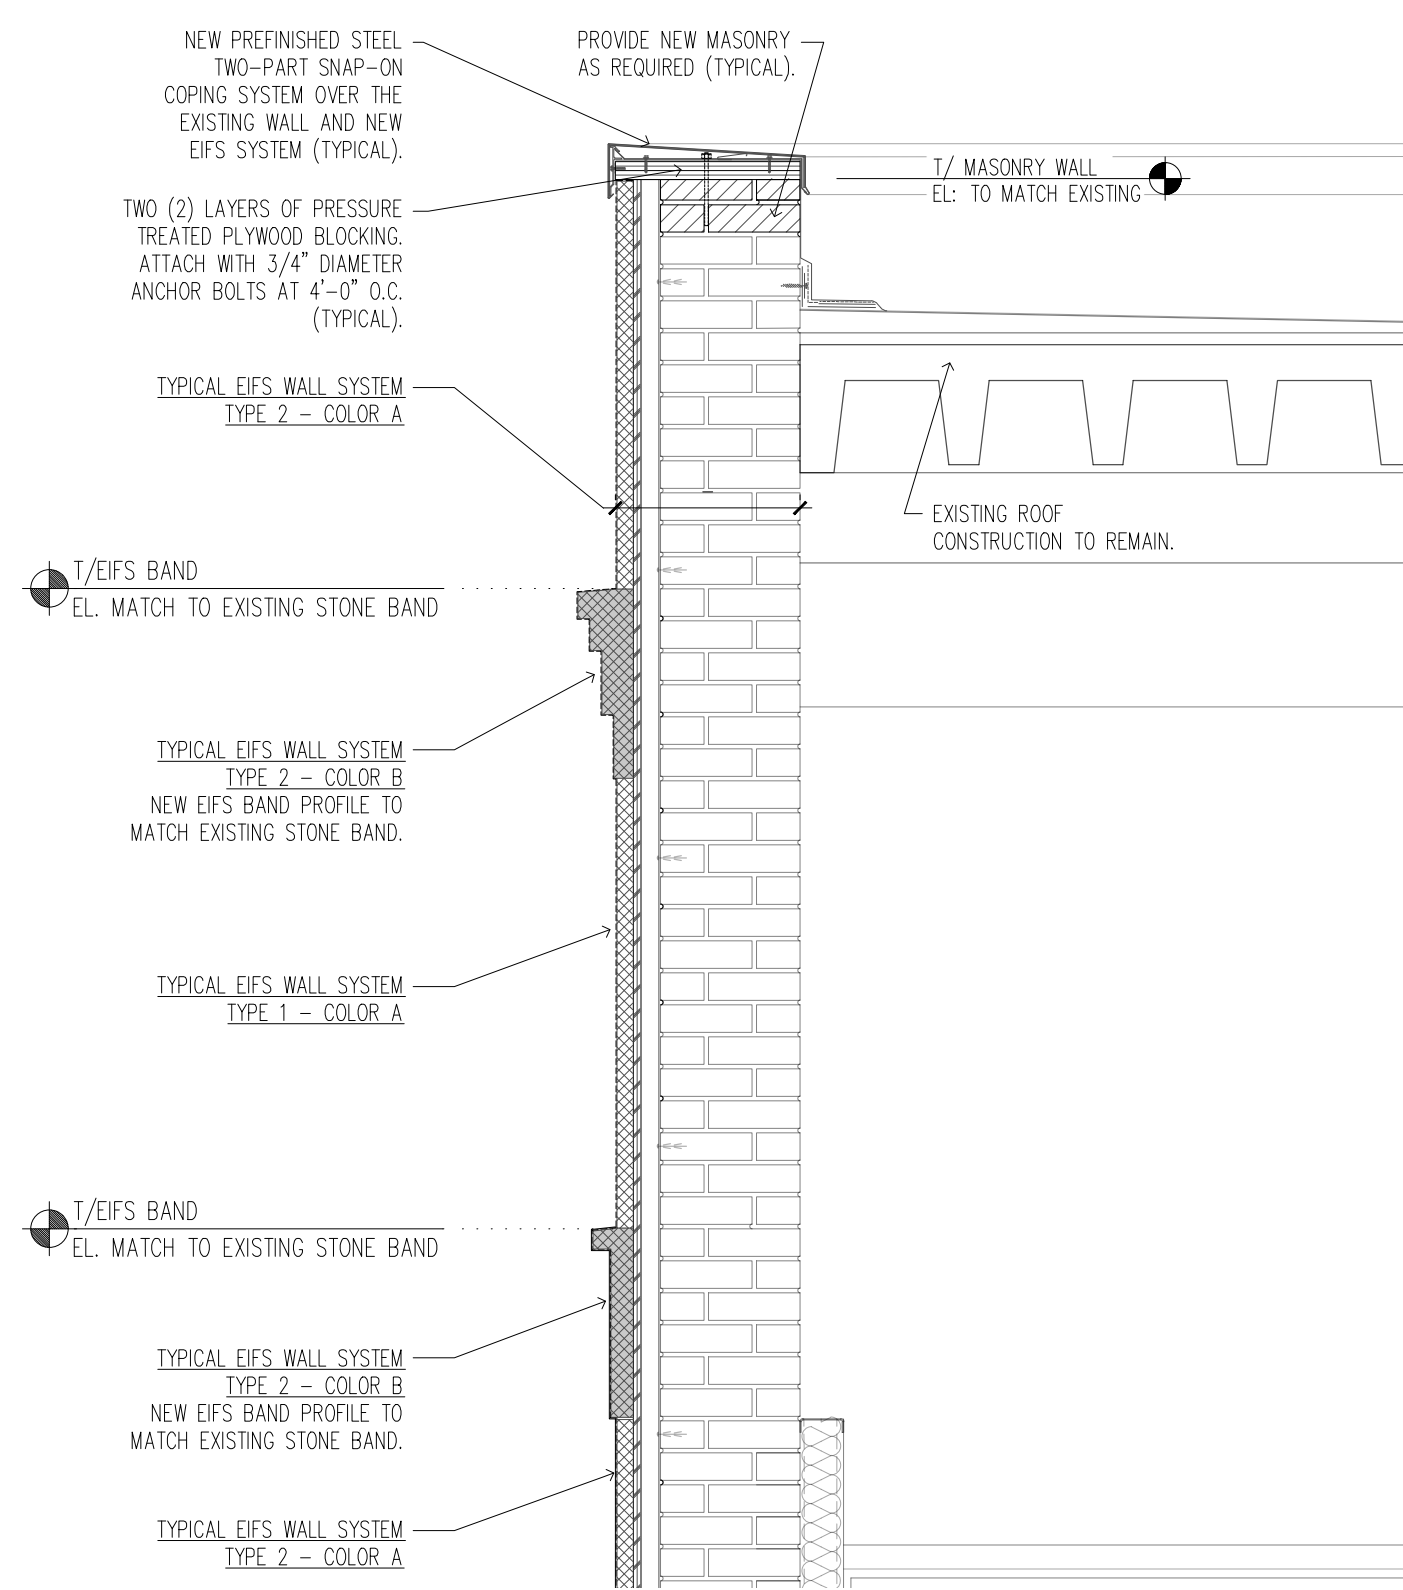 NEW PREFINISHED STEEL
TWO-PART SNAP-ON
COPING SYSTEM OVER THE
EXISTING WALL AND NEW
EIFS SYSTEM (TYPICAL).
PROVIDE NEW MASONRY
AS REQUIRED (TYPICAL).
T/ MASONRY WALL
EL: TO MATCH EXISTING
TWO (2) LAYERS OF PRESSURE
TREATED PLYWOOD BLOCKING.
ATTACH WITH 3/4" DIAMETER
ANCHOR BOLTS AT 4'-0" O.C.
(TYPICAL).
TYPICAL EIFS WALL SYSTEM
TYPE 2 - COLOR A
EXISTING ROOF
CONSTRUCTION TO REMAIN.
T/EIFS BAND
EL. MATCH TO EXISTING STONE BAND
TYPICAL EIFS WALL SYSTEM
TYPE 2 - COLOR B
NEW EIFS BAND PROFILE TO
MATCH EXISTING STONE BAND.
TYPICAL EIFS WALL SYSTEM
TYPE 1 - COLOR A
T/EIFS BAND
EL. MATCH TO EXISTING STONE BAND
TYPICAL EIFS WALL SYSTEM
TYPE 2 - COLOR B
NEW EIFS BAND PROFILE TO
MATCH EXISTING STONE BAND.
TYPICAL EIFS WALL SYSTEM
TYPE 2 - COLOR A